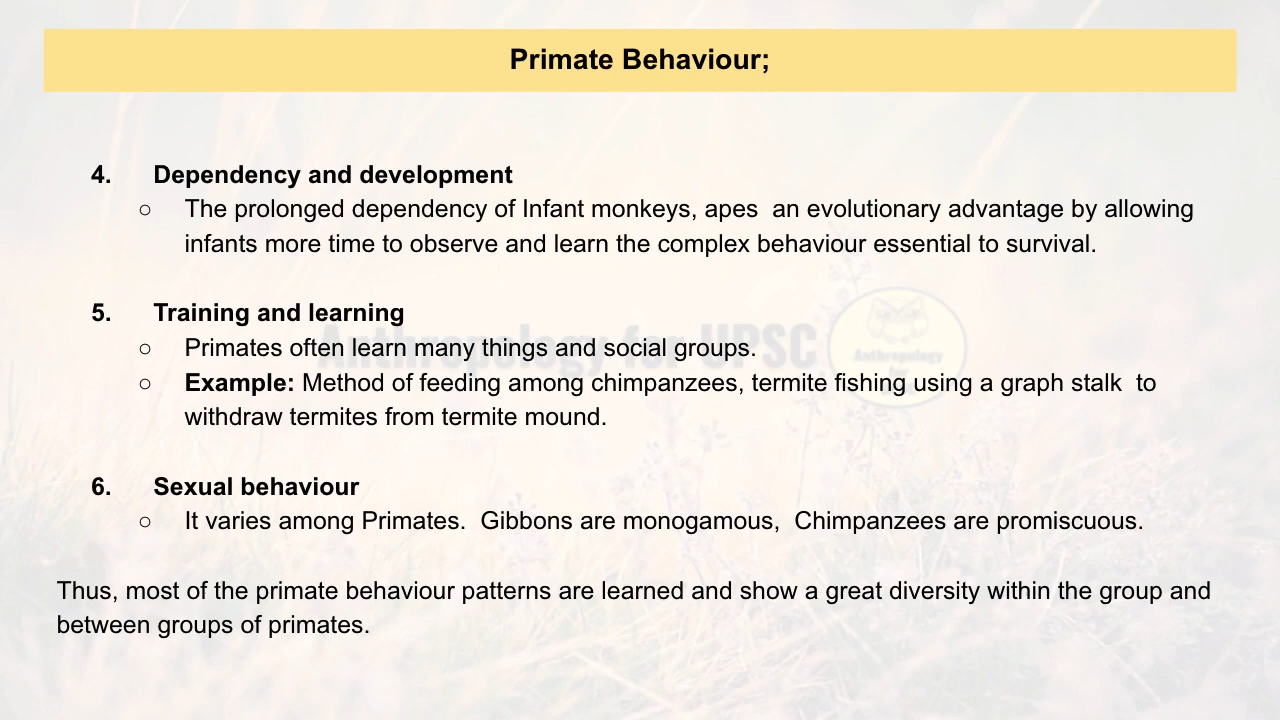 Primate Behaviour;
4. Dependency and development
○ The prolonged dependency of Infant monkeys, apes  an evolutionary advantage by allowing
infants more time to observe and learn the complex behaviour essential to survival.
5. Training and learning
Anthropology for UPSC
Anthropology
○ Primates often learn many things and social groups.
○ Example: Method of feeding among chimpanzees, termite fishing using a graph stalk  to
withdraw termites from termite mound.
6. Sexual behaviour
○ It varies among Primates.  Gibbons are monogamous,  Chimpanzees are promiscuous.
Thus, most of the primate behaviour patterns are learned and show a great diversity within the group and
between groups of primates.